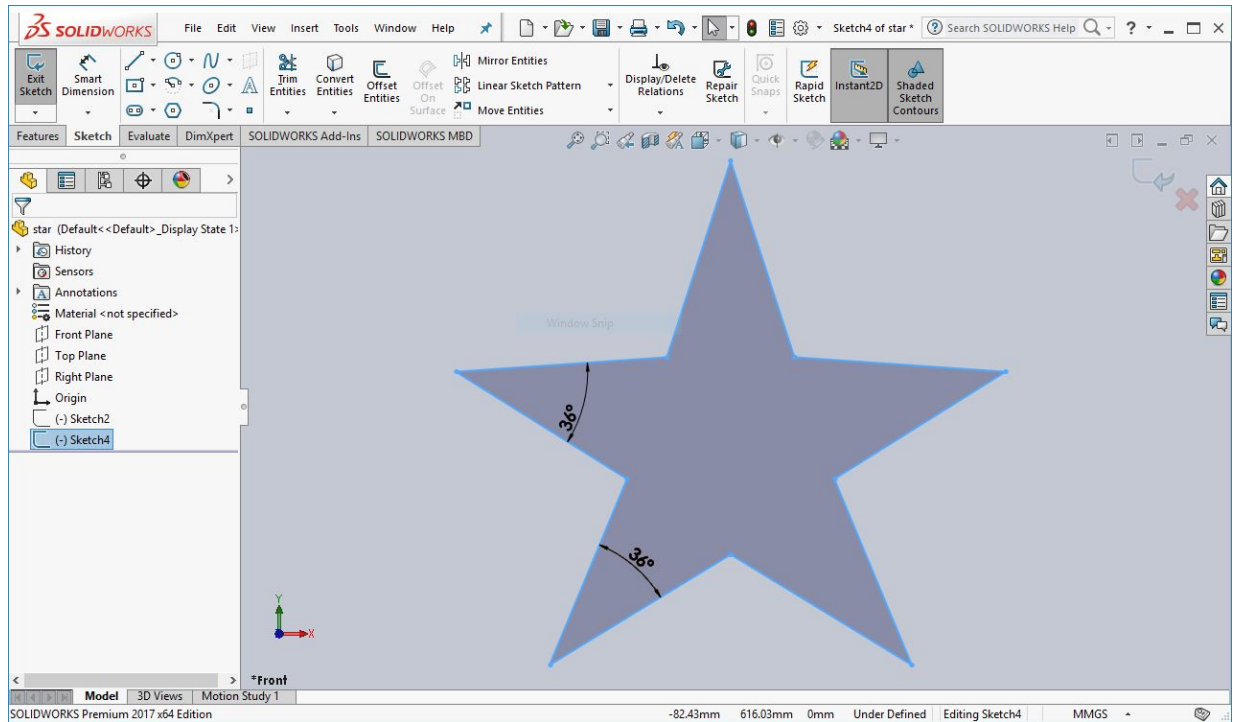 SOLIDWORKS File Edit View Insert Tools Window Help Sketch4 of star * Search SOLIDWORKS Help ?
Exit Sketch
Smart Dimension
Trim Entities
Convert Entities
Offset Entities
Offset On Surface
Mirror Entities
Linear Sketch Pattern
Move Entities
Display/Delete Relations
Repair Sketch
Quick Snaps
Rapid Sketch
Instant2D
Shaded Sketch Contours
Features Sketch Evaluate DimXpert SOLIDWORKS Add-Ins SOLIDWORKS MBD
star (Default<<Default>_Display State 1>
History
Sensors
Annotations
Material <not specified>
Front Plane
Top Plane
Right Plane
Origin
(-) Sketch2
(-) Sketch4
Window Snip
36°
36°
Y
X
*Front
Model 3D Views Motion Study 1
SOLIDWORKS Premium 2017 x64 Edition -82.43mm 616.03mm 0mm Under Defined Editing Sketch4 MMGS